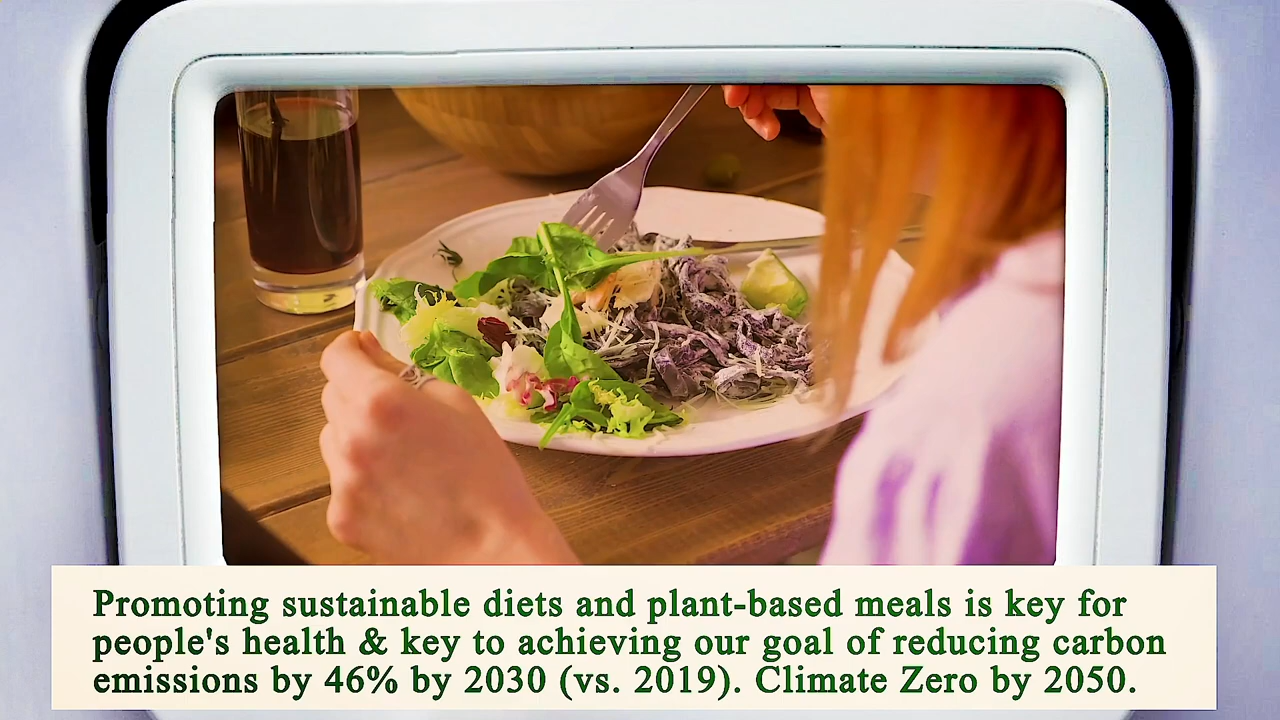 Promoting sustainable diets and plant-based meals is key for
people's health & key to achieving our goal of reducing carbon
emissions by 46% by 2030 (vs. 2019). Climate Zero by 2050.